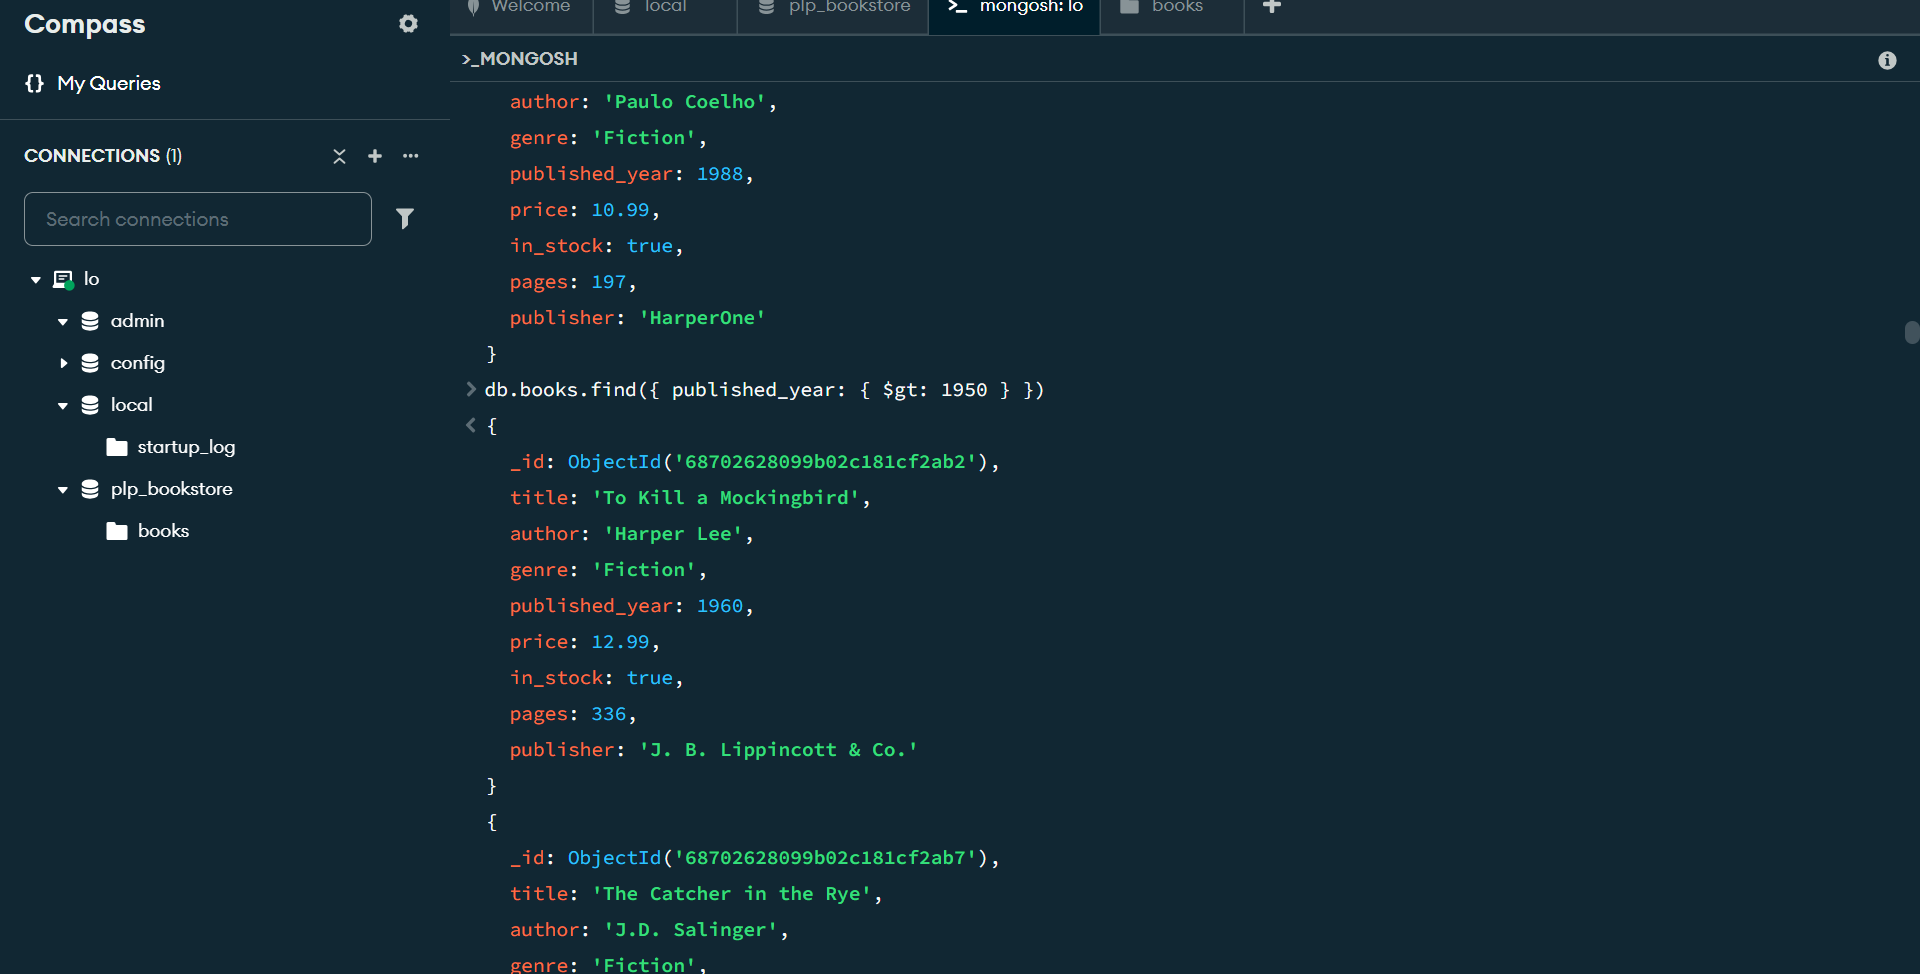 Compass
My Queries
CONNECTIONS (1)
Search connections
lo
admin
config
local
startup_log
plp_bookstore
books
Welcome
local
plp_bookstore
mongosh: lo
books
>_MONGOSH
author: 'Paulo Coelho',
genre: 'Fiction',
published_year: 1988,
price: 10.99,
in_stock: true,
pages: 197,
publisher: 'HarperOne'
}
> db.books.find({ published_year: { $gt: 1950 } })
< {
_id: ObjectId('68702628099b02c181cf2ab2'),
title: 'To Kill a Mockingbird',
author: 'Harper Lee',
genre: 'Fiction',
published_year: 1960,
price: 12.99,
in_stock: true,
pages: 336,
publisher: 'J. B. Lippincott & Co.'
}
{
_id: ObjectId('68702628099b02c181cf2ab7'),
title: 'The Catcher in the Rye',
author: 'J.D. Salinger',
genre: 'Fiction',